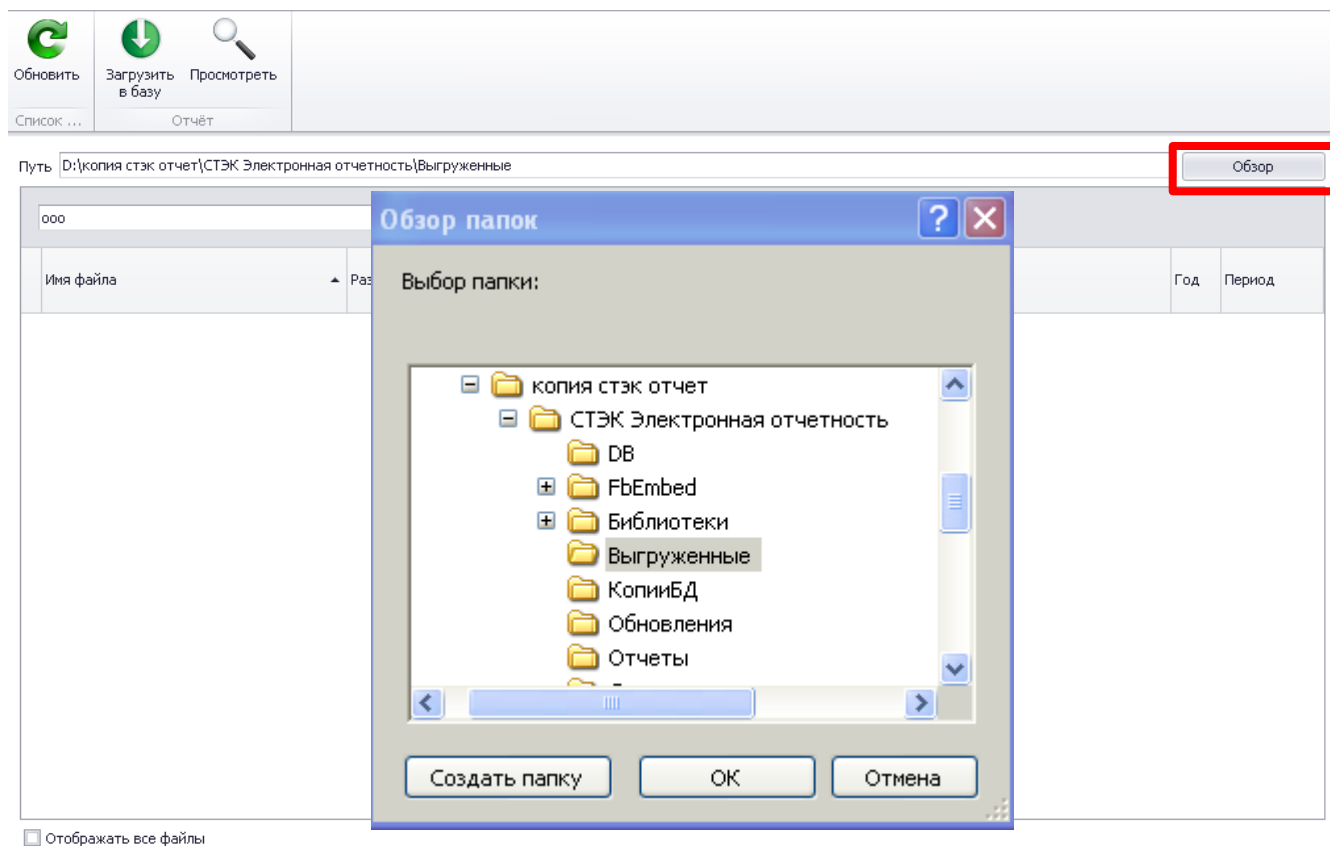 Обновить
Загрузить в базу
Просмотреть
Список ...
Отчёт
Путь D:\копия стэк отчет\СТЭК Электронная отчетность\Выгруженные
Обзор
ооо
Имя файла
Раз
Год
Период
Обзор папок
Выбор папки:
копия стэк отчет
СТЭК Электронная отчетность
DB
FbEmbed
Библиотеки
Выгруженные
КопииБД
Обновления
Отчеты
Создать папку
ОК
Отмена
Отображать все файлы